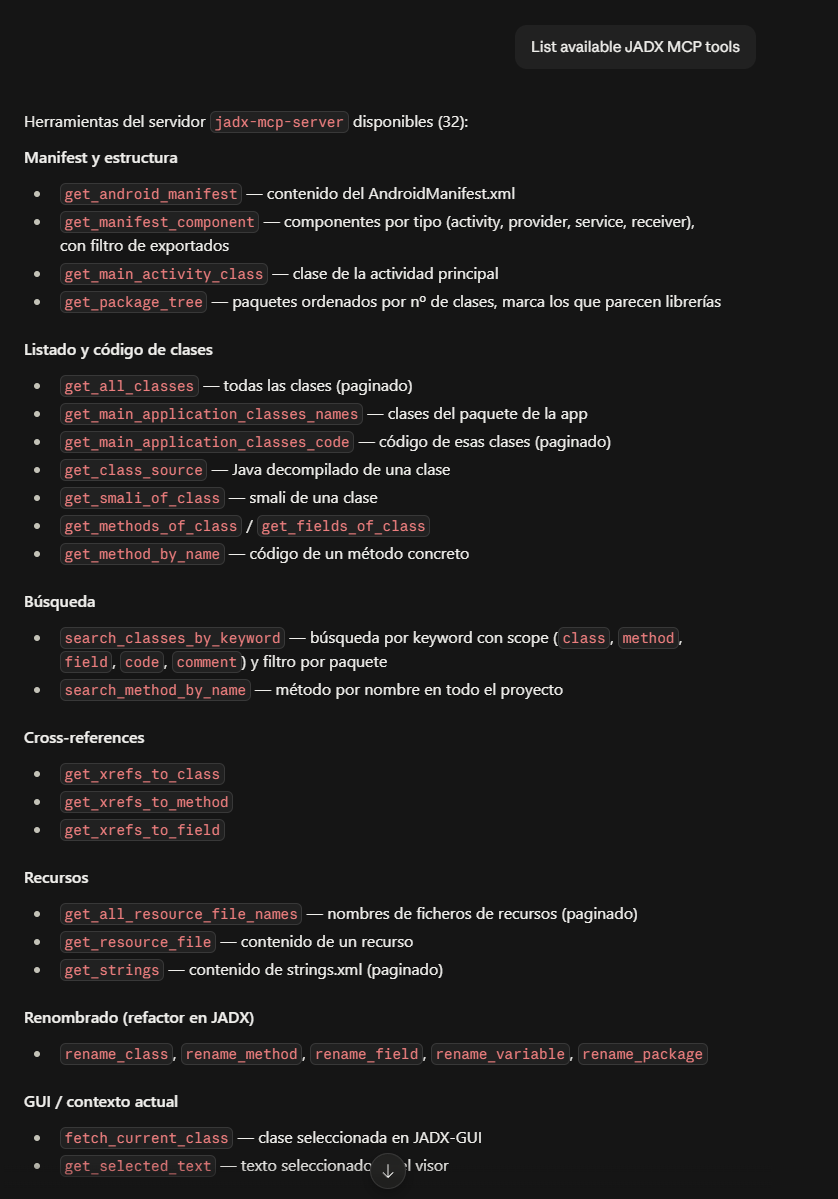 List available JADX MCP tools
Herramientas del servidor jadx-mcp-server disponibles (32):
Manifest y estructura
get_android_manifest — contenido del AndroidManifest.xml
get_manifest_component — componentes por tipo (activity, provider, service, receiver),
con filtro de exportados
get_main_activity_class — clase de la actividad principal
get_package_tree — paquetes ordenados por nº de clases, marca los que parecen librerías
Listado y código de clases
get_all_classes — todas las clases (paginado)
get_main_application_classes_names — clases del paquete de la app
get_main_application_classes_code — código de esas clases (paginado)
get_class_source — Java decompilado de una clase
get_smali_of_class — smali de una clase
get_methods_of_class / get_fields_of_class
get_method_by_name — código de un método concreto
Búsqueda
search_classes_by_keyword — búsqueda por keyword con scope (class, method,
field, code, comment) y filtro por paquete
search_method_by_name — método por nombre en todo el proyecto
Cross-references
get_xrefs_to_class
get_xrefs_to_method
get_xrefs_to_field
Recursos
get_all_resource_file_names — nombres de ficheros de recursos (paginado)
get_resource_file — contenido de un recurso
get_strings — contenido de strings.xml (paginado)
Renombrado (refactor en JADX)
rename_class, rename_method, rename_field, rename_variable, rename_package
GUI / contexto actual
fetch_current_class — clase seleccionada en JADX-GUI
get_selected_text — texto seleccionado visor